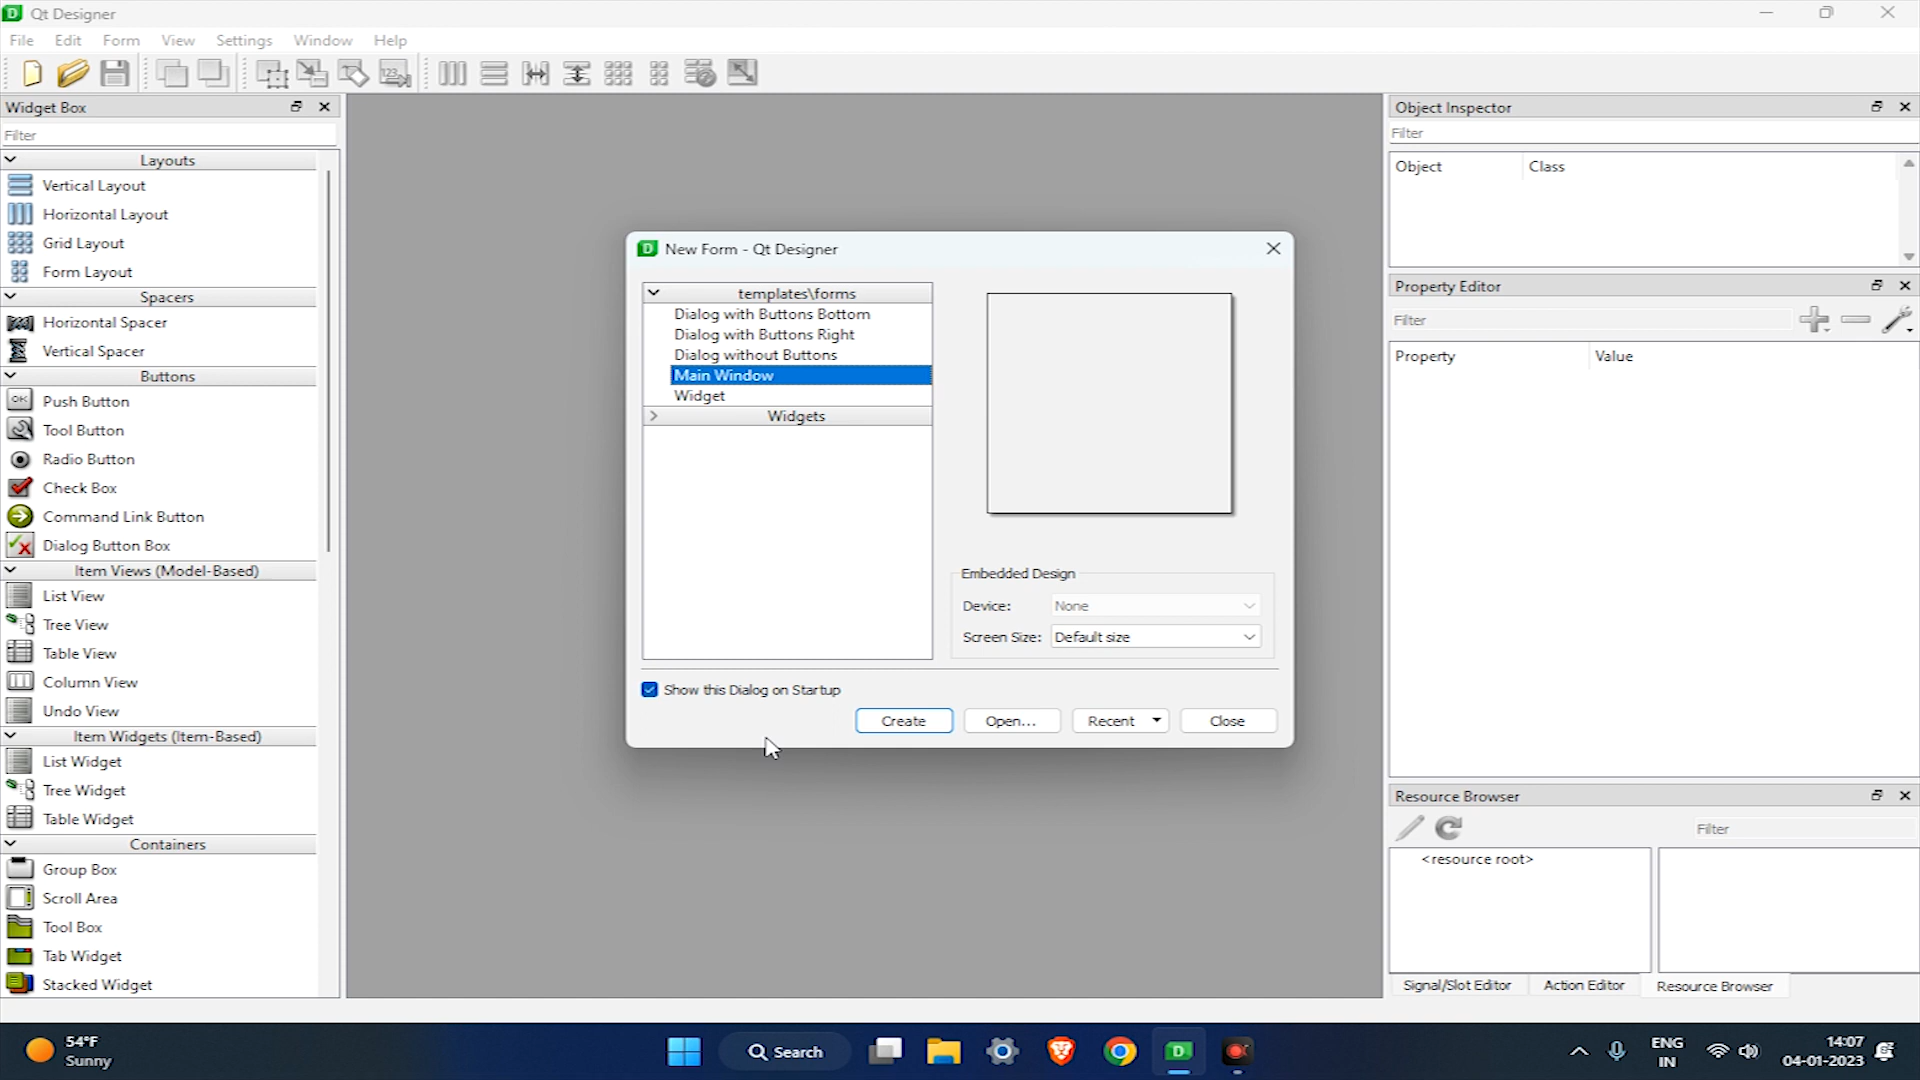 Qt Designer
File Edit Form View Settings Window Help
Widget Box
Filter
Layouts
Vertical Layout
Horizontal Layout
Grid Layout
Form Layout
Spacers
Horizontal Spacer
Vertical Spacer
Buttons
OK Push Button
Tool Button
Radio Button
Check Box
Command Link Button
Dialog Button Box
Item Views (Model-Based)
List View
Tree View
Table View
Column View
Undo View
Item Widgets (Item-Based)
List Widget
Tree Widget
Table Widget
Containers
Group Box
Scroll Area
Tool Box
Tab Widget
Stacked Widget
New Form - Qt Designer
templates\forms
Dialog with Buttons Bottom
Dialog with Buttons Right
Dialog without Buttons
Main Window
Widget
Widgets
Embedded Design
Device: None
Screen Size: Default size
Show this Dialog on Startup
Create Open... Recent Close
Object Inspector
Filter
Object Class
Property Editor
Filter
Property Value
Resource Browser
Filter
<resource root>
Signal/Slot Editor Action Editor Resource Browser
54°F
Sunny
Search
ENG
IN
14:07
04-01-2023